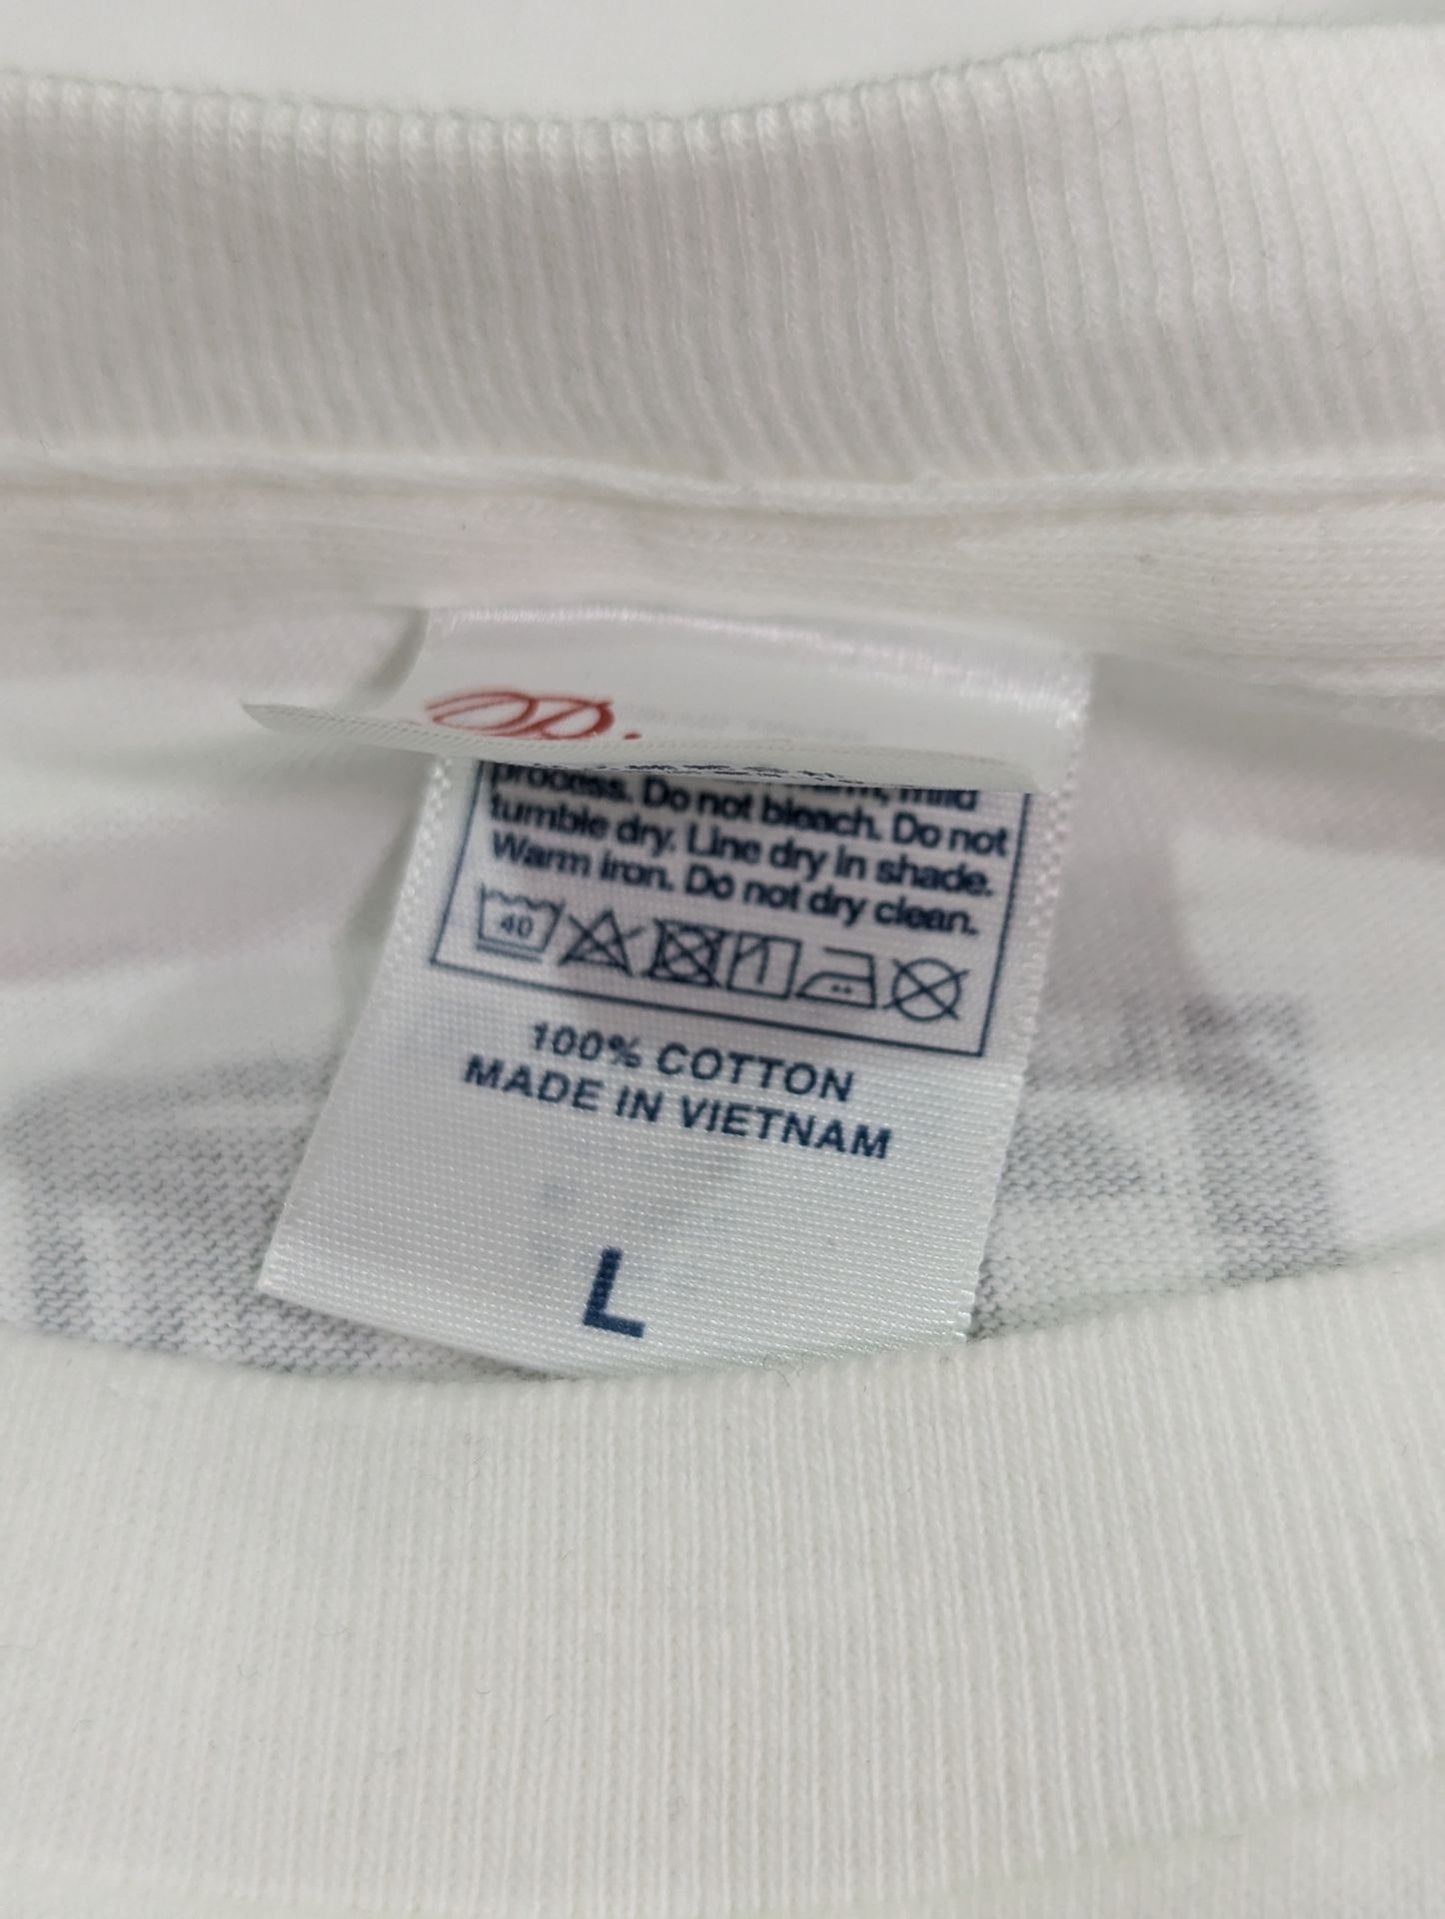 process. Do not bleach. Do not
tumble dry. Line dry in shade.
Warm iron. Do not dry clean.
40
100% COTTON
MADE IN VIETNAM
L